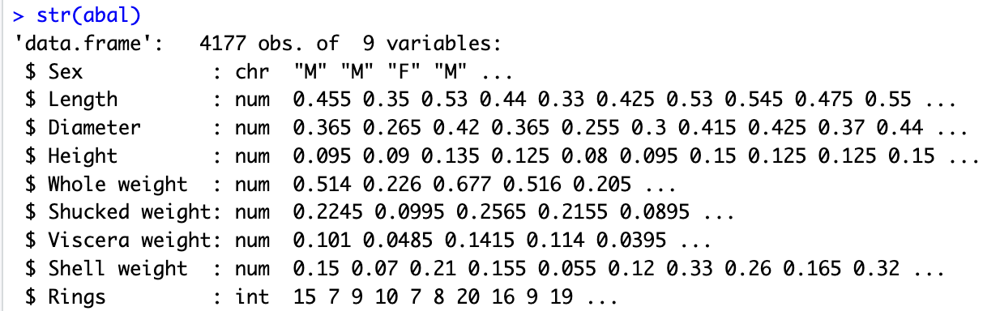 > str(abal)
'data.frame':   4177 obs. of  9 variables:
 $ Sex           : chr  "M" "M" "F" "M" ...
 $ Length        : num  0.455 0.35 0.53 0.44 0.33 0.425 0.53 0.545 0.475 0.55 ...
 $ Diameter      : num  0.365 0.265 0.42 0.365 0.255 0.3 0.415 0.425 0.37 0.44 ...
 $ Height        : num  0.095 0.09 0.135 0.125 0.08 0.095 0.15 0.125 0.125 0.15 ...
 $ Whole weight  : num  0.514 0.226 0.677 0.516 0.205 ...
 $ Shucked weight: num  0.2245 0.0995 0.2565 0.2155 0.0895 ...
 $ Viscera weight: num  0.101 0.0485 0.1415 0.114 0.0395 ...
 $ Shell weight  : num  0.15 0.07 0.21 0.155 0.055 0.12 0.33 0.26 0.165 0.32 ...
 $ Rings         : int  15 7 9 10 7 8 20 16 9 19 ...